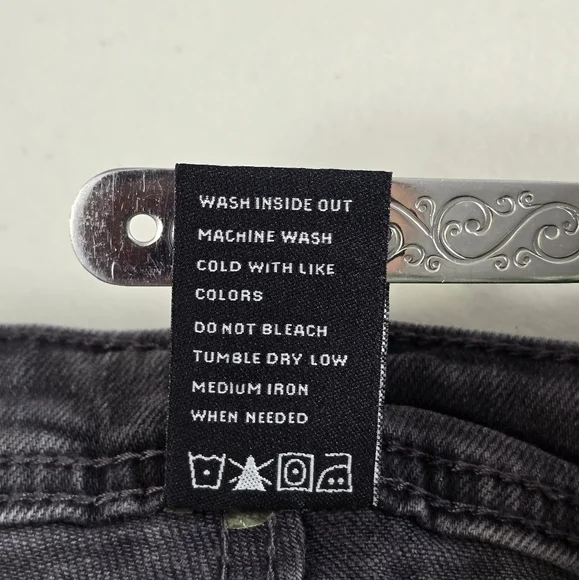 WASH INSIDE OUT
MACHINE WASH
COLD WITH LIKE
COLORS
DO NOT BLEACH
TUMBLE DRY LOW
MEDIUM IRON
WHEN NEEDED